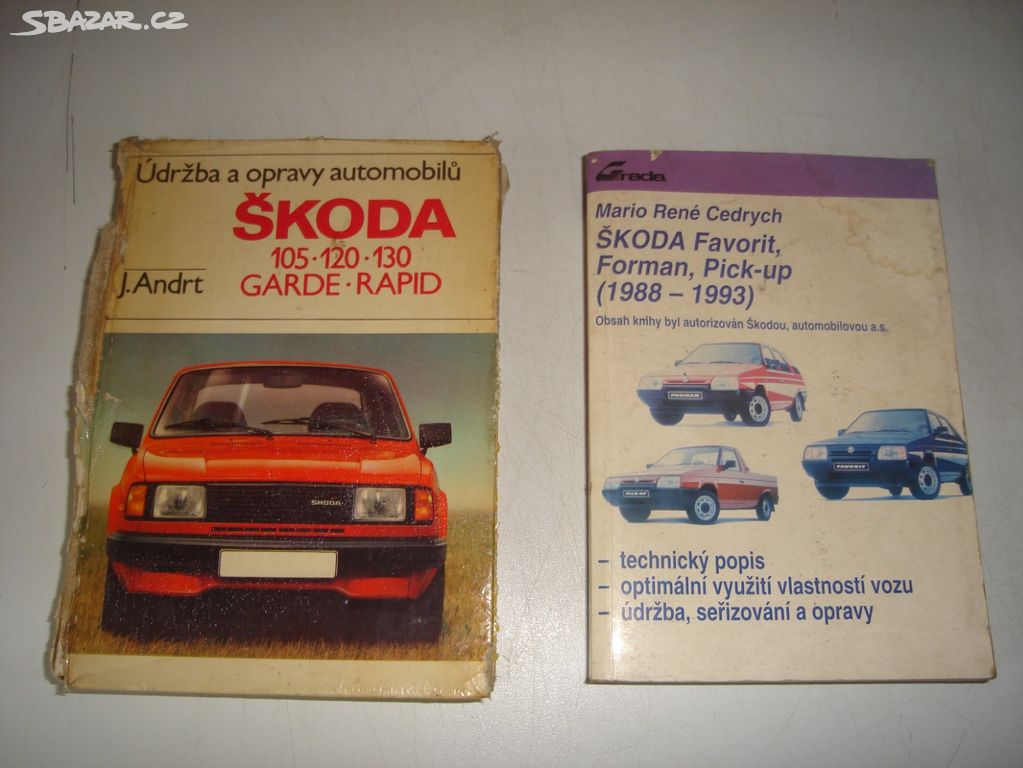 SBAZAR.CZ
Údržba a opravy automobilů
ŠKODA
105·120·130
GARDE·RAPID
J. Andrt
ŠKODA
Grada
Mario René Cedrych
ŠKODA Favorit,
Forman, Pick-up
(1988 – 1993)
Obsah knihy byl autorizován Škodou, automobilovou a.s.
FORMAN
FAVORIT
PICK-UP
– technický popis
– optimální využití vlastností vozu
– údržba, seřizování a opravy